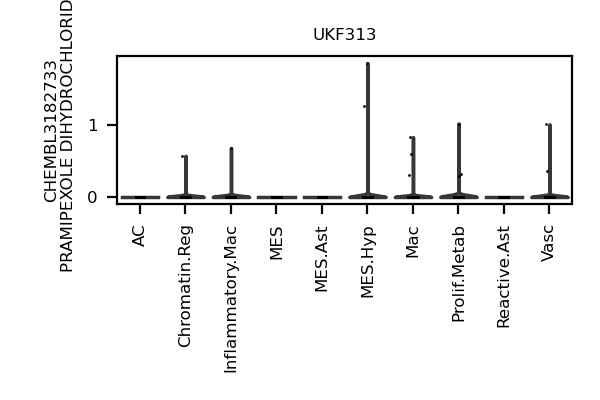 UKF313
CHEMBL3182733
PRAMIPEXOLE DIHYDROCHLORID
1
0
AC
Chromatin.Reg
Inflammatory.Mac
MES
MES.Ast
MES.Hyp
Mac
Prolif.Metab
Reactive.Ast
Vasc